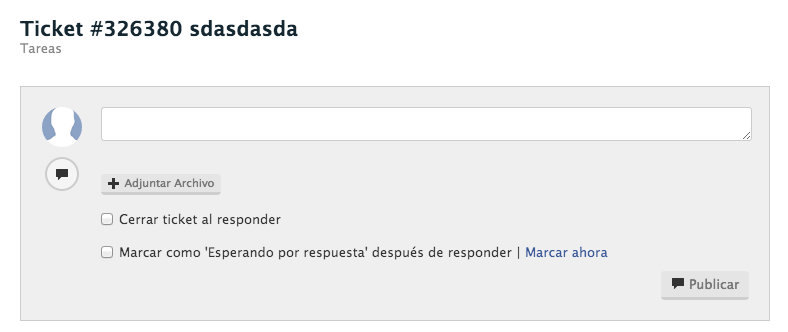 Ticket #326380 sdasdasda
Tareas
Adjuntar Archivo
Cerrar ticket al responder
Marcar como 'Esperando por respuesta' después de responder | Marcar ahora
Publicar